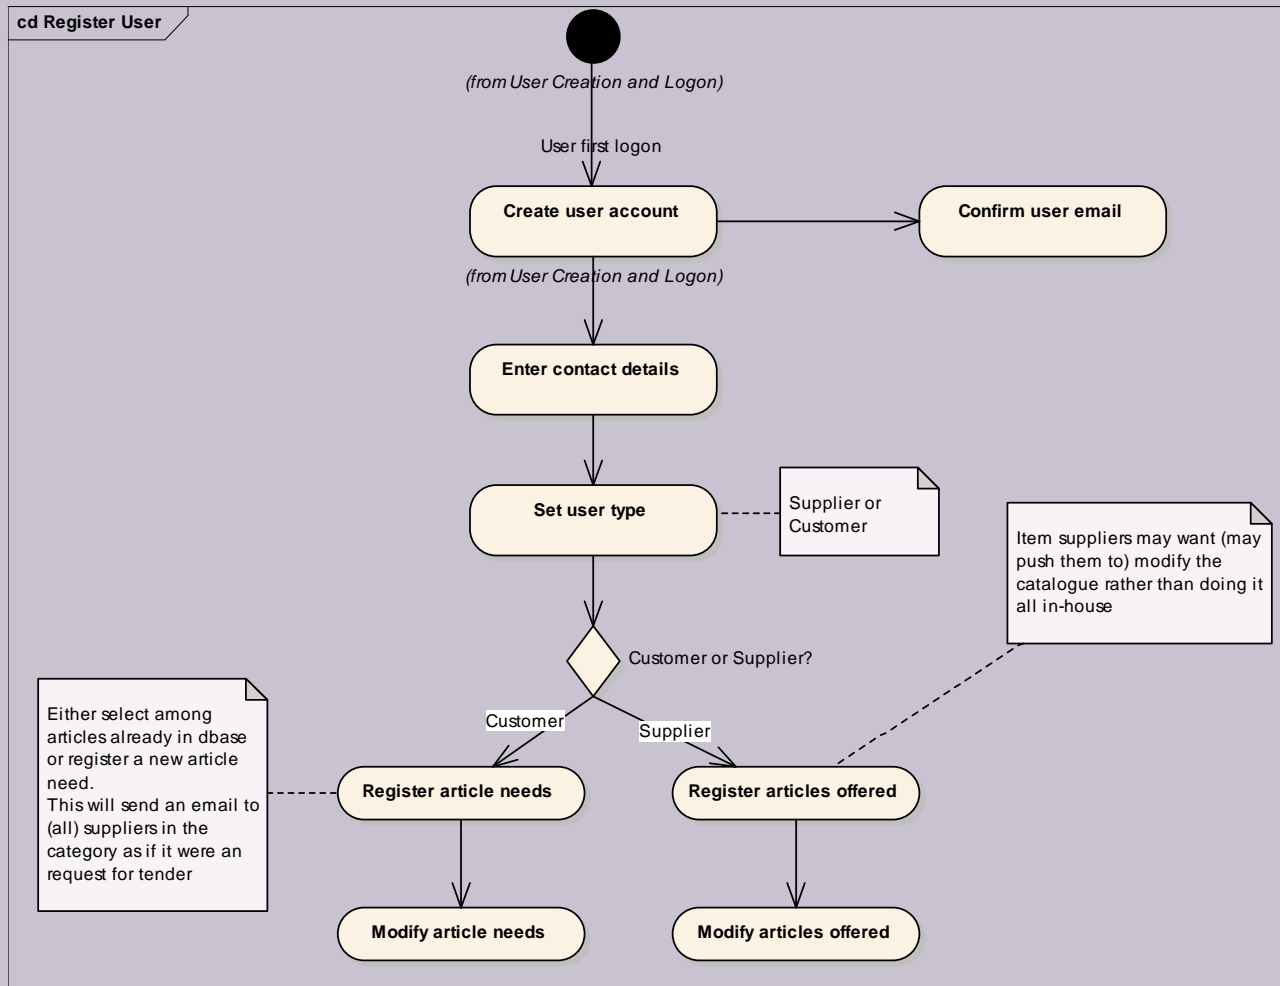 cd Register User
(from User Creation and Logon)
User first logon
Create user account
Confirm user email
(from User Creation and Logon)
Enter contact details
Set user type
Supplier or
Customer
Item suppliers may want (may
push them to) modify the
catalogue rather than doing it
all in-house
Customer or Supplier?
Customer
Supplier
Either select among
articles already in dbase
or register a new article
need.
This will send an email to
(all) suppliers in the
category as if it were an
request for tender
Register article needs
Register articles offered
Modify article needs
Modify articles offered